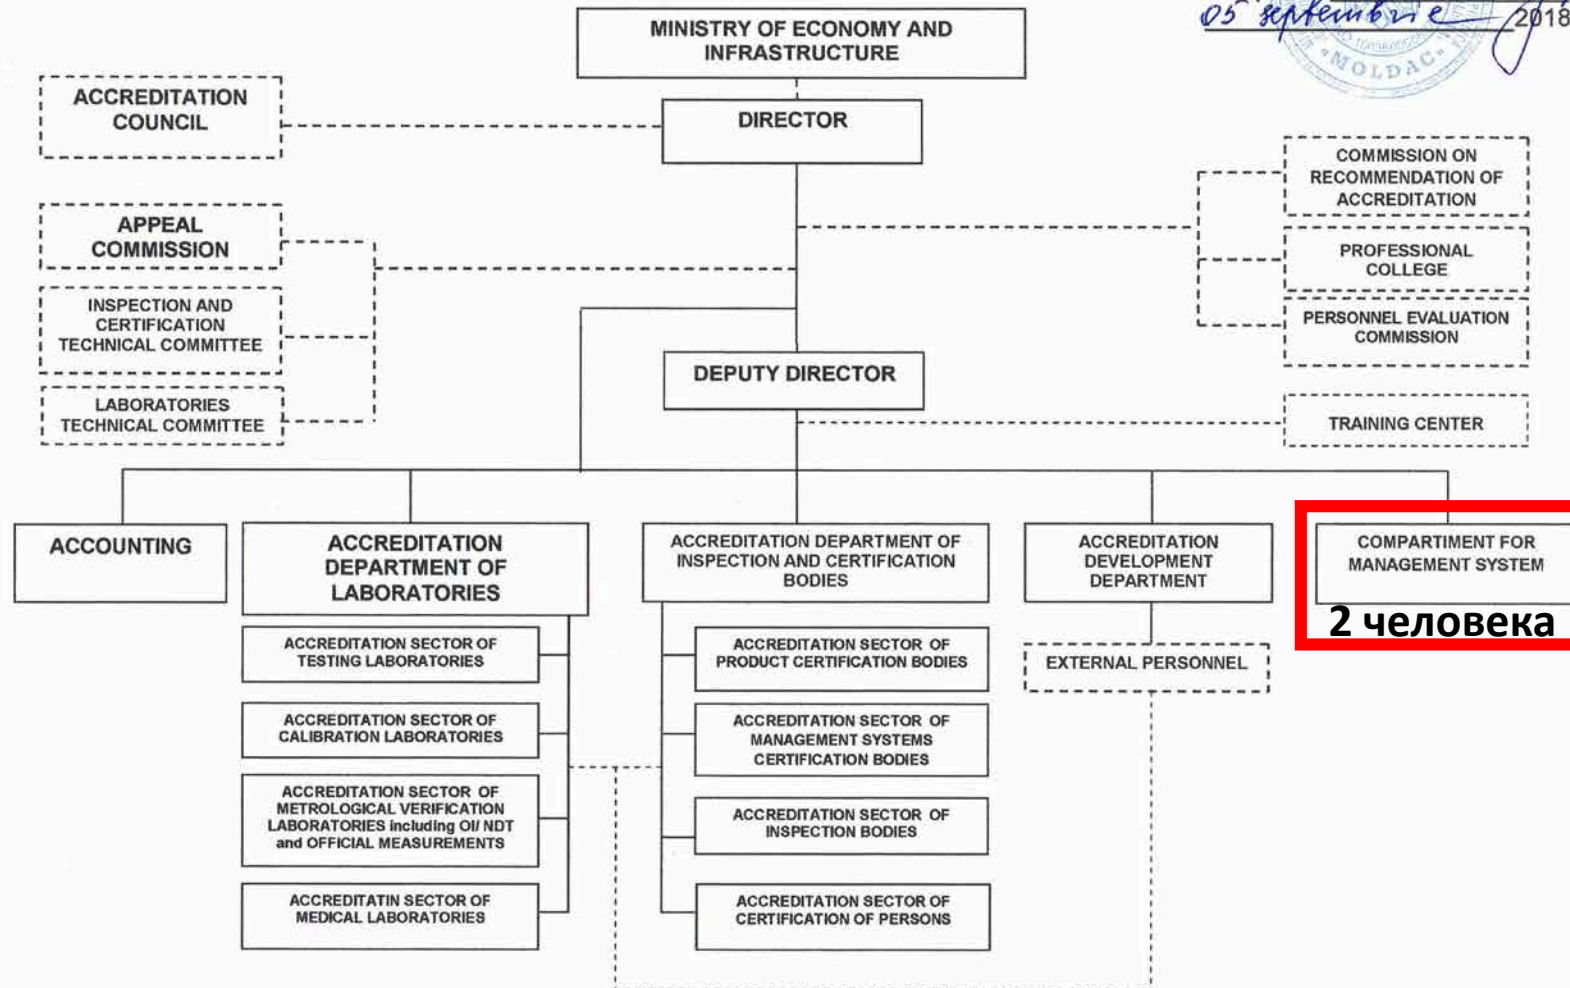 05 septembrie 2018
«MOLDAC»
MINISTRY OF ECONOMY AND
INFRASTRUCTURE
ACCREDITATION
COUNCIL
DIRECTOR
COMMISSION ON
RECOMMENDATION OF
ACCREDITATION
APPEAL
COMMISSION
PROFESSIONAL
COLLEGE
INSPECTION AND
CERTIFICATION
TECHNICAL COMMITTEE
PERSONNEL EVALUATION
COMMISSION
DEPUTY DIRECTOR
LABORATORIES
TECHNICAL COMMITTEE
TRAINING CENTER
ACCOUNTING
ACCREDITATION
DEPARTMENT OF
LABORATORIES
ACCREDITATION DEPARTMENT OF
INSPECTION AND CERTIFICATION
BODIES
ACCREDITATION
DEVELOPMENT
DEPARTMENT
COMPARTIMENT FOR
MANAGEMENT SYSTEM
2 человека
ACCREDITATION SECTOR OF
TESTING LABORATORIES
ACCREDITATION SECTOR OF
PRODUCT CERTIFICATION BODIES
EXTERNAL PERSONNEL
ACCREDITATION SECTOR OF
CALIBRATION LABORATORIES
ACCREDITATION SECTOR OF
MANAGEMENT SYSTEMS
CERTIFICATION BODIES
ACCREDITATION SECTOR OF
METROLOGICAL VERIFICATION
LABORATORIES including OI/ NDT
and OFFICIAL MEASUREMENTS
ACCREDITATION SECTOR OF
INSPECTION BODIES
ACCREDITATIN SECTOR OF
MEDICAL LABORATORIES
ACCREDITATION SECTOR OF
CERTIFICATION OF PERSONS